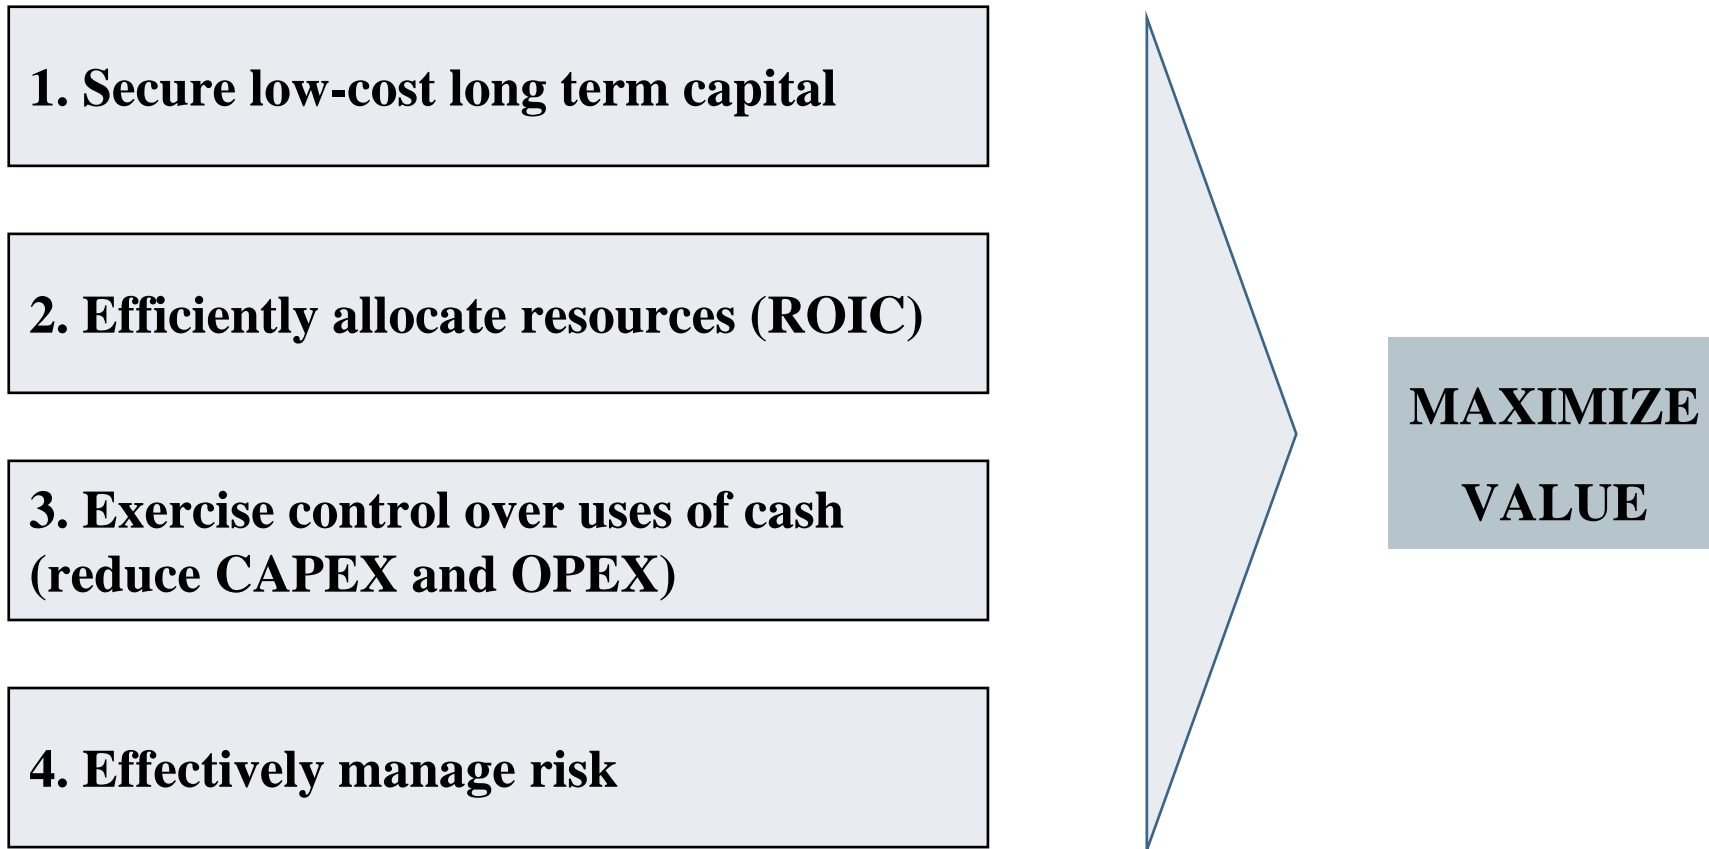 1. Secure low-cost long term capital
2. Efficiently allocate resources (ROIC)
3. Exercise control over uses of cash
(reduce CAPEX and OPEX)
4. Effectively manage risk
MAXIMIZE
VALUE